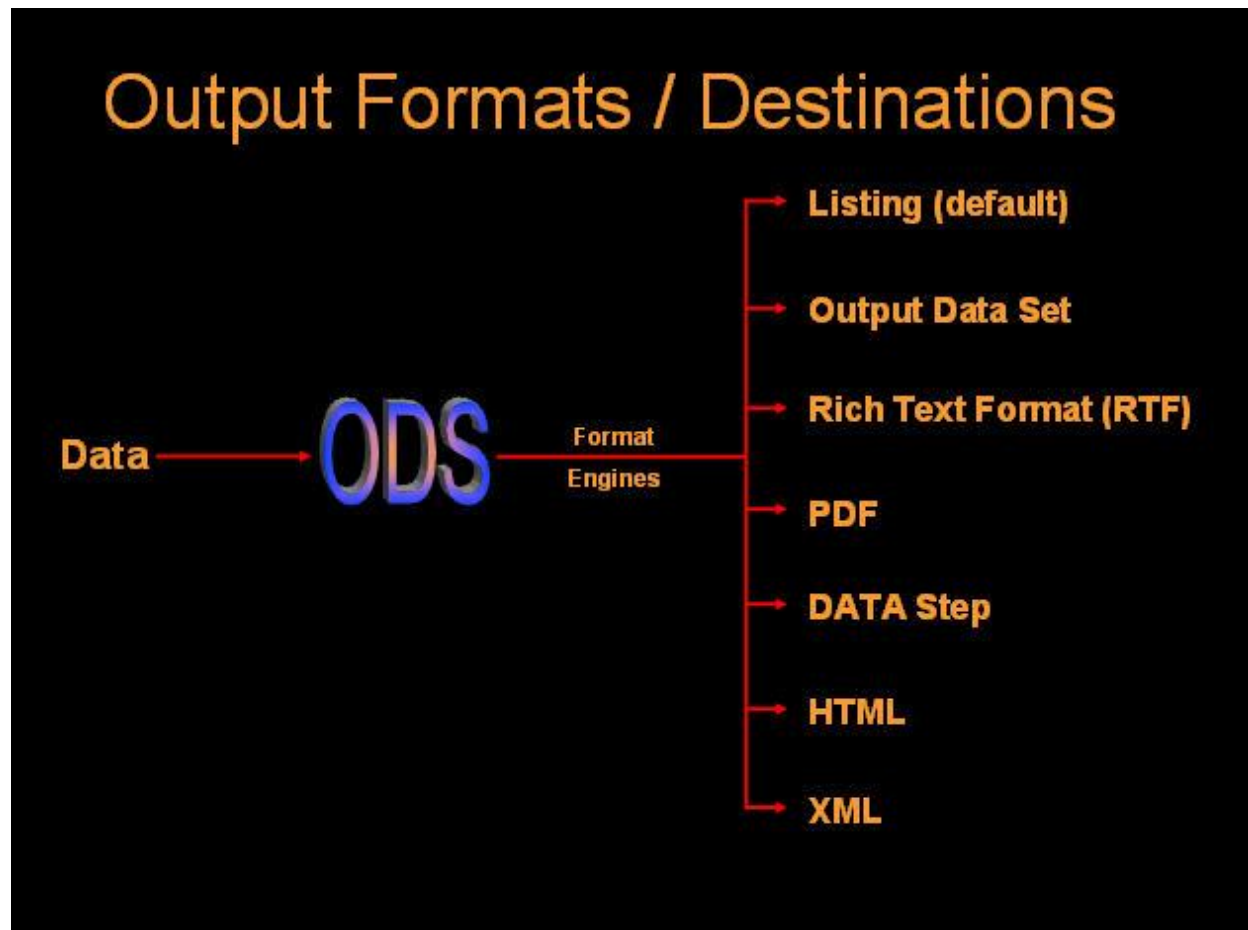 Output Formats / Destinations
Data
ODS
Format
Engines
Listing (default)
Output Data Set
Rich Text Format (RTF)
PDF
DATA Step
HTML
XML